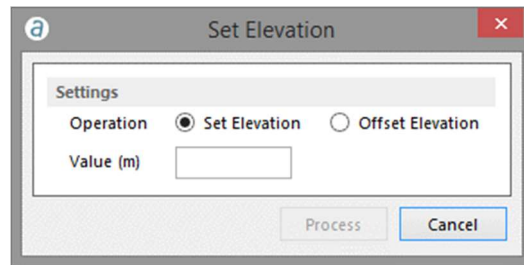 a Set Elevation
Settings
Operation Set Elevation Offset Elevation
Value (m)
Process Cancel